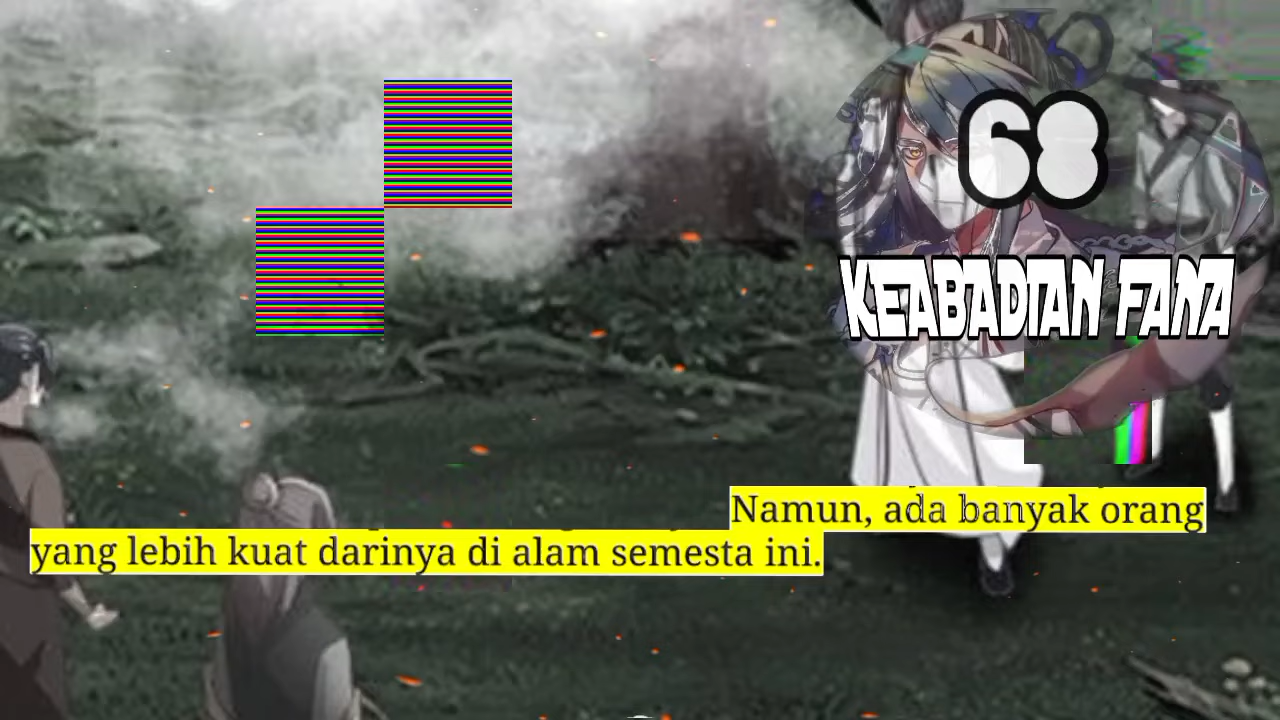 68
KEABADIAN FANA
Namun, ada banyak orang
yang lebih kuat darinya di alam semesta ini.